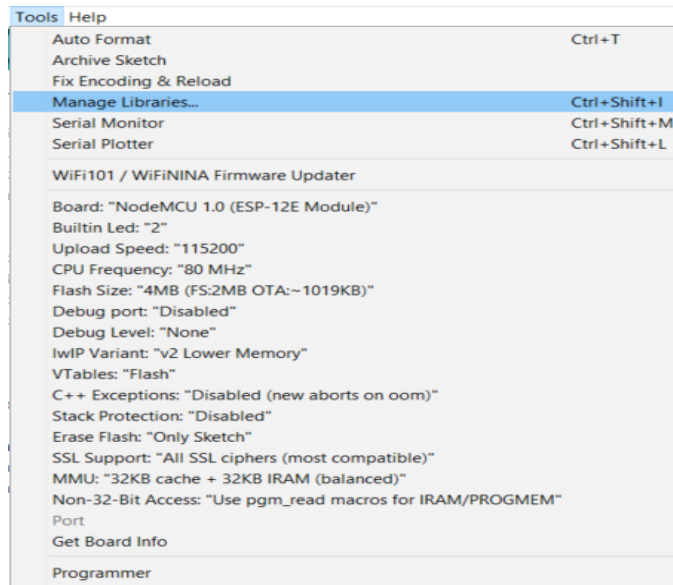 Tools Help
Auto Format Ctrl+T
Archive Sketch
Fix Encoding & Reload
Manage Libraries... Ctrl+Shift+I
Serial Monitor Ctrl+Shift+M
Serial Plotter Ctrl+Shift+L
WiFi101 / WiFiNINA Firmware Updater
Board: "NodeMCU 1.0 (ESP-12E Module)"
Builtin Led: "2"
Upload Speed: "115200"
CPU Frequency: "80 MHz"
Flash Size: "4MB (FS:2MB OTA:~1019KB)"
Debug port: "Disabled"
Debug Level: "None"
lwIP Variant: "v2 Lower Memory"
VTables: "Flash"
C++ Exceptions: "Disabled (new aborts on oom)"
Stack Protection: "Disabled"
Erase Flash: "Only Sketch"
SSL Support: "All SSL ciphers (most compatible)"
MMU: "32KB cache + 32KB IRAM (balanced)"
Non-32-Bit Access: "Use pgm_read macros for IRAM/PROGMEM"
Port
Get Board Info
Programmer